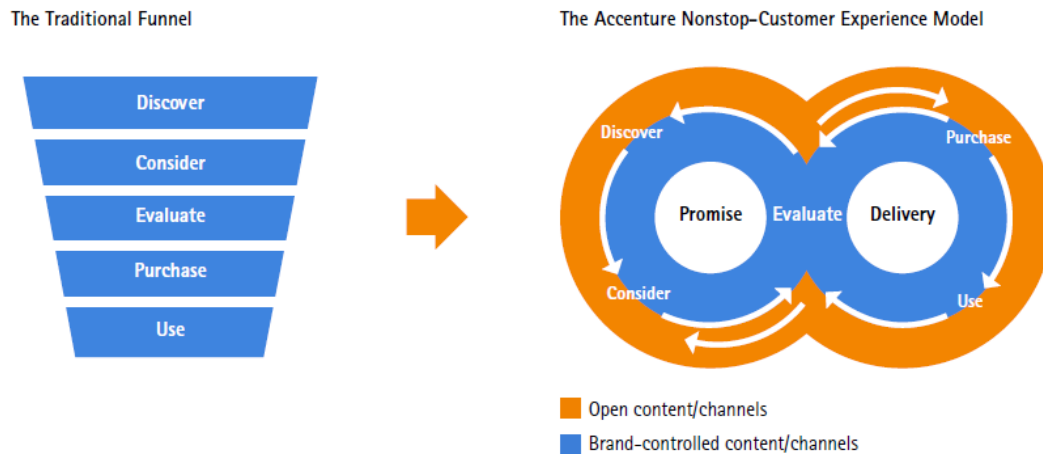 The Traditional Funnel
Discover
Consider
Evaluate
Purchase
Use
The Accenture Nonstop-Customer Experience Model
Discover
Purchase
Promise
Evaluate
Delivery
Consider
Use
Open content/channels
Brand-controlled content/channels